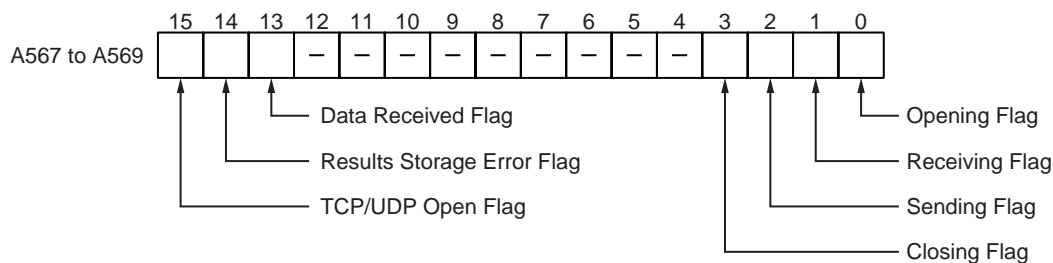 15 14 13 12 11 10 9 8 7 6 5 4 3 2 1 0
A567 to A569 – – – – – – – – –
Data Received Flag Opening Flag
Results Storage Error Flag Receiving Flag
TCP/UDP Open Flag Sending Flag
Closing Flag